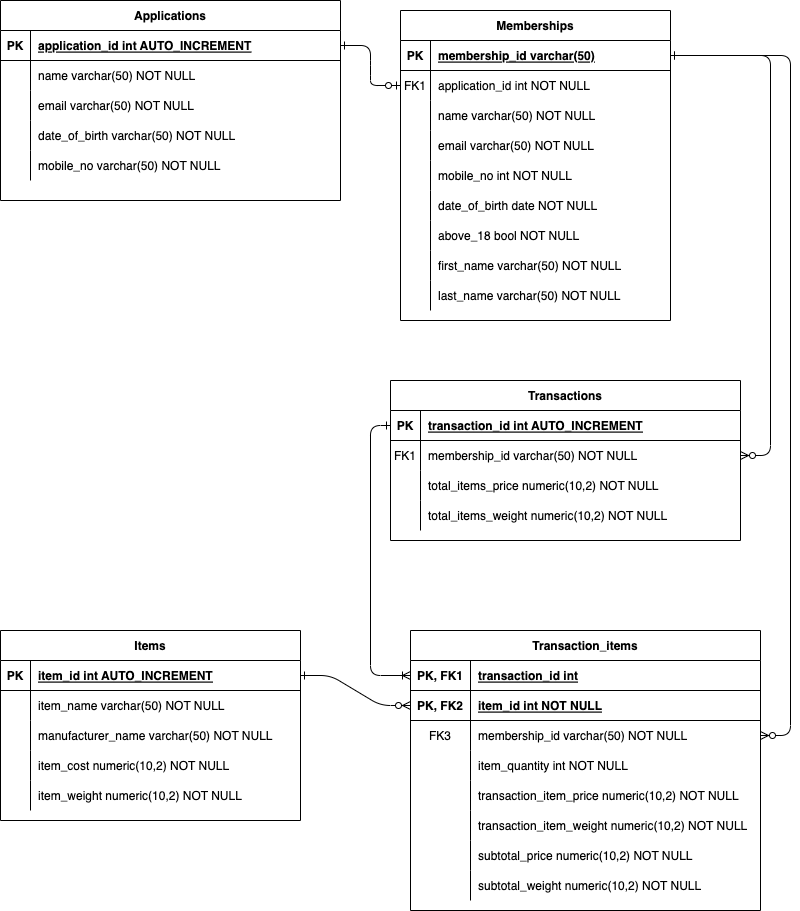 Applications
PK application_id int AUTO_INCREMENT
name varchar(50) NOT NULL
email varchar(50) NOT NULL
date_of_birth varchar(50) NOT NULL
mobile_no varchar(50) NOT NULL
Memberships
PK membership_id varchar(50)
FK1 application_id int NOT NULL
name varchar(50) NOT NULL
email varchar(50) NOT NULL
mobile_no int NOT NULL
date_of_birth date NOT NULL
above_18 bool NOT NULL
first_name varchar(50) NOT NULL
last_name varchar(50) NOT NULL
Transactions
PK transaction_id int AUTO_INCREMENT
FK1 membership_id varchar(50) NOT NULL
total_items_price numeric(10,2) NOT NULL
total_items_weight numeric(10,2) NOT NULL
Items
PK item_id int AUTO_INCREMENT
item_name varchar(50) NOT NULL
manufacturer_name varchar(50) NOT NULL
item_cost numeric(10,2) NOT NULL
item_weight numeric(10,2) NOT NULL
Transaction_items
PK, FK1 transaction_id int
PK, FK2 item_id int NOT NULL
FK3 membership_id varchar(50) NOT NULL
item_quantity int NOT NULL
transaction_item_price numeric(10,2) NOT NULL
transaction_item_weight numeric(10,2) NOT NULL
subtotal_price numeric(10,2) NOT NULL
subtotal_weight numeric(10,2) NOT NULL